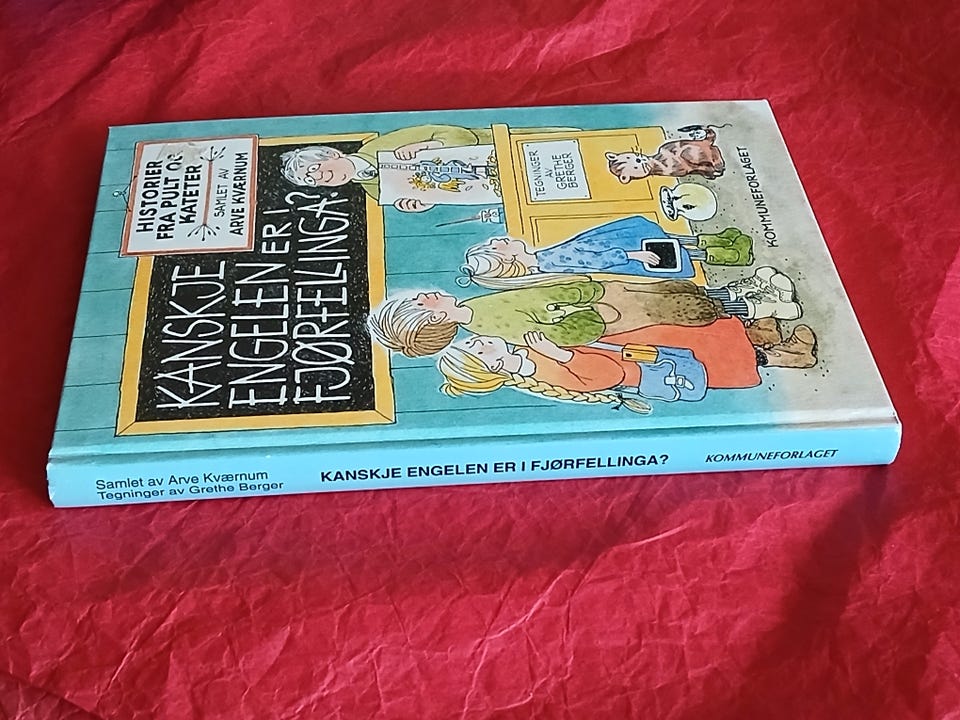 HISTORIER
FRA PULT OG
KATETER
SAMLET AV
ARVE KVÆRNUM
KANSKJE
ENGELEN ER I
FJØRFELLINGA?
TEGNINGER
AV
GRETHE
BERGER
KOMMUNEFORLAGET
Samlet av Arve Kværnum
Tegninger av Grethe Berger
KANSKJE ENGELEN ER I FJØRFELLINGA?
KOMMUNEFORLAGET